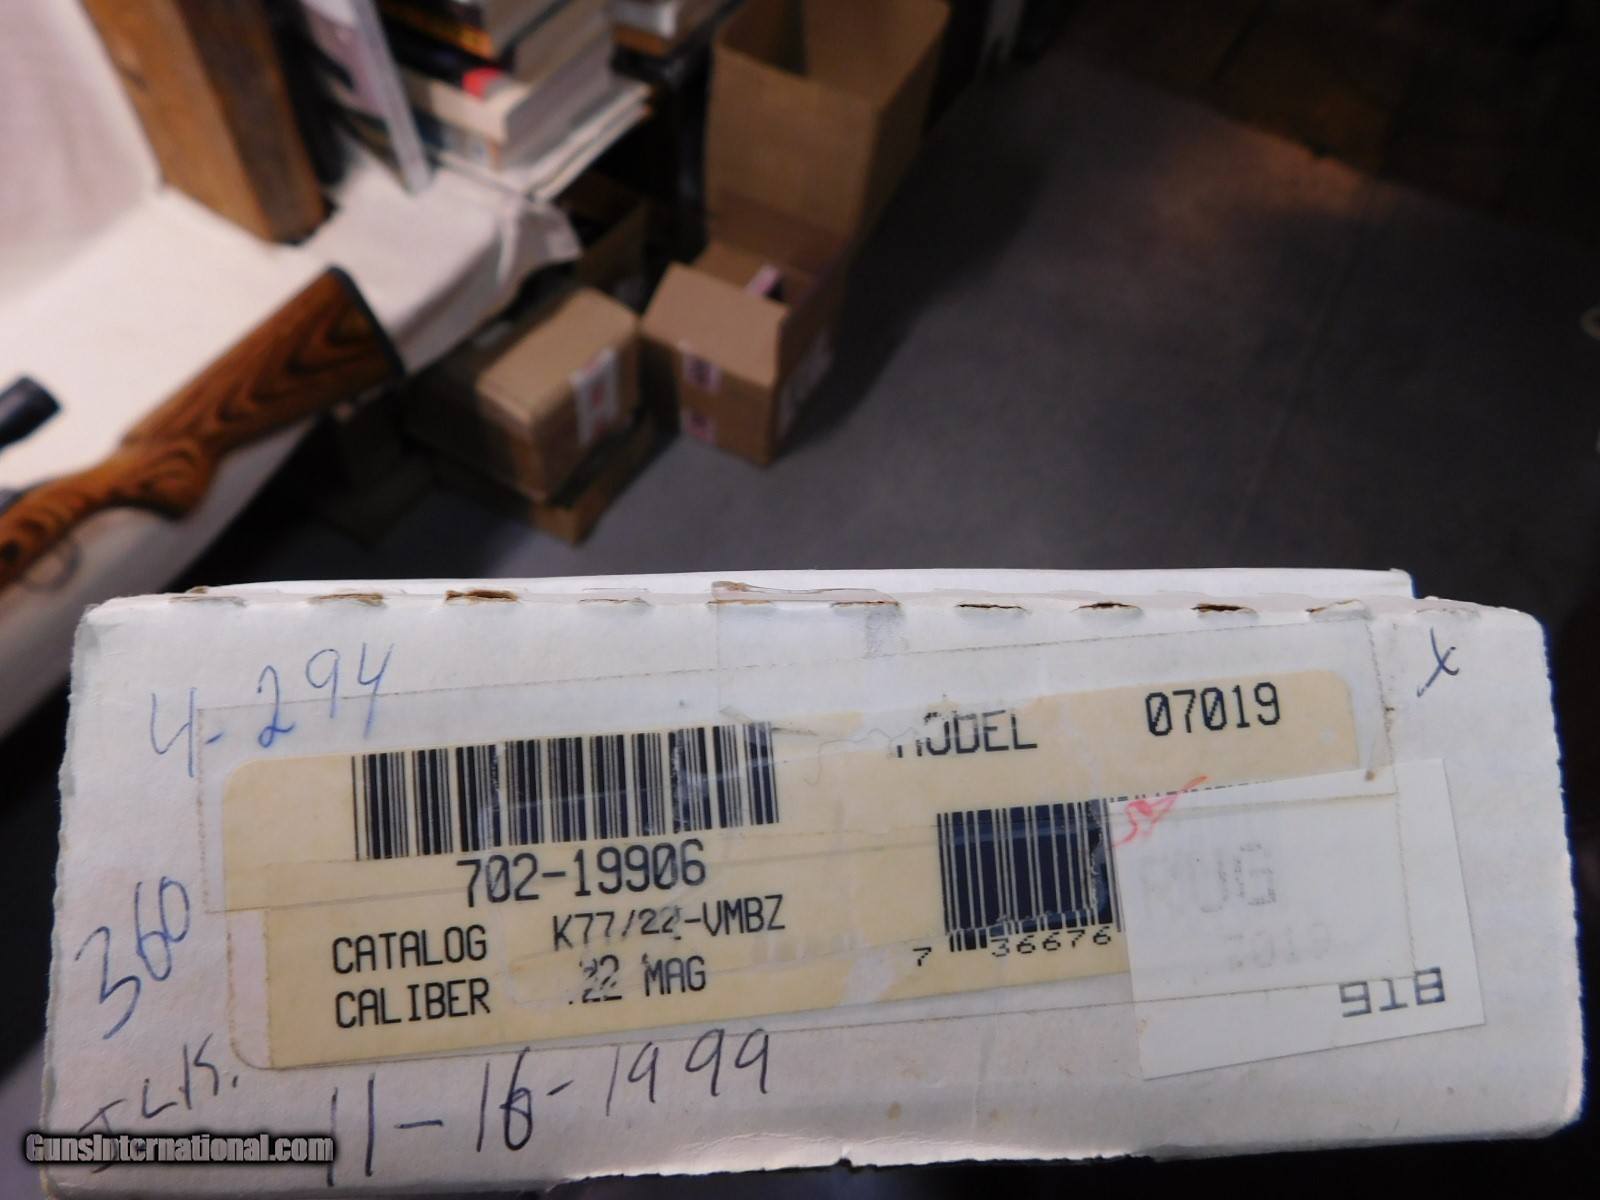 4-294
X
MODEL 07019
702-19906
CATALOG K77/22-VMBZ
CALIBER .22 MAG
7 36676
918
360
11-16-1999
GunsInternational.com